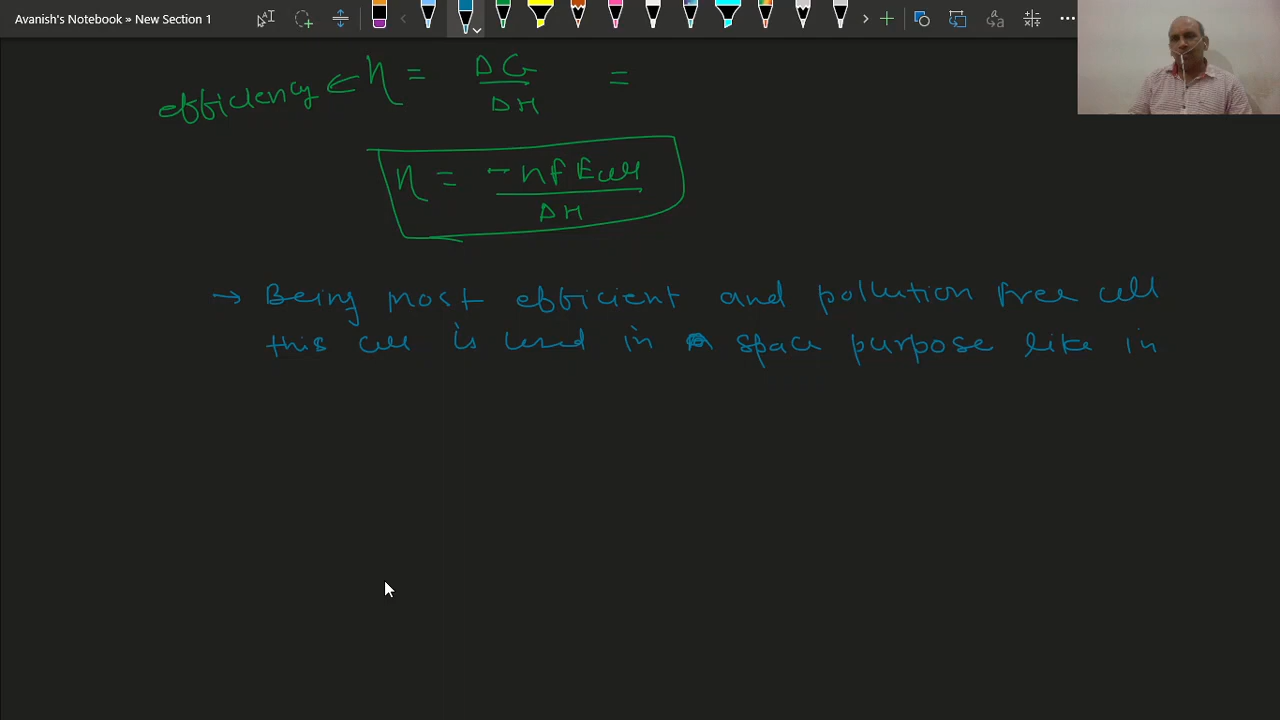 Avanish's Notebook » New Section 1
efficiency ← η = ΔG/ΔH =
η = -nFEcell/ΔH
→ Being most efficient and pollution free cell
this cell is used in space purpose like in